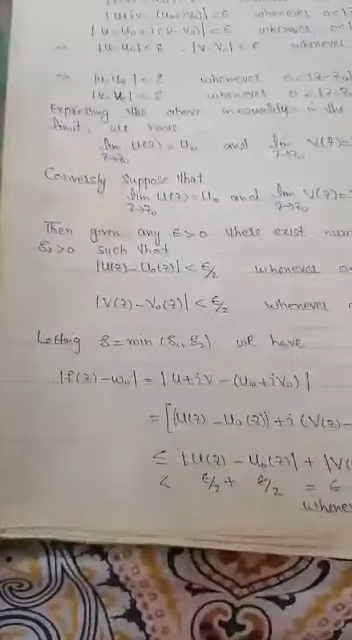 |u+iv - (u₀+iv₀)| < ε whenever 0<|z
|u-u₀+i(v-v₀)| < ε whenever 0<|
⇒ |u-u₀| < ε, |v-v₀| < ε whenever
⇒ |u-u₀| < ε whenever 0<|z-z₀|
|v-v₀| < ε whenever 0<|z-z₀
Expressing the above inequality in the
limit, we have
lim z→z₀ u(z) = u₀ and lim z→z₀ v(z) =
Conversly suppose that
lim z→z₀ u(z) = u₀ and lim z→z₀ v(z) =
Then given any ε>0 there exist num
δ₂>0 such that
|u(z)-u₀(z)| < ε/2 whenever 0<
|v(z)-v₀(z)| < ε/2 whenever
Letting δ = min (δ₁, δ₂) we have
|f(z)-w₀| = |u+iv-(u₀+iv₀)|
= [(u(z)-u₀(z))+i(v(z)-
≤ |u(z)-u₀(z)| + |v(
< ε/2 + ε/2 = ε
whenever